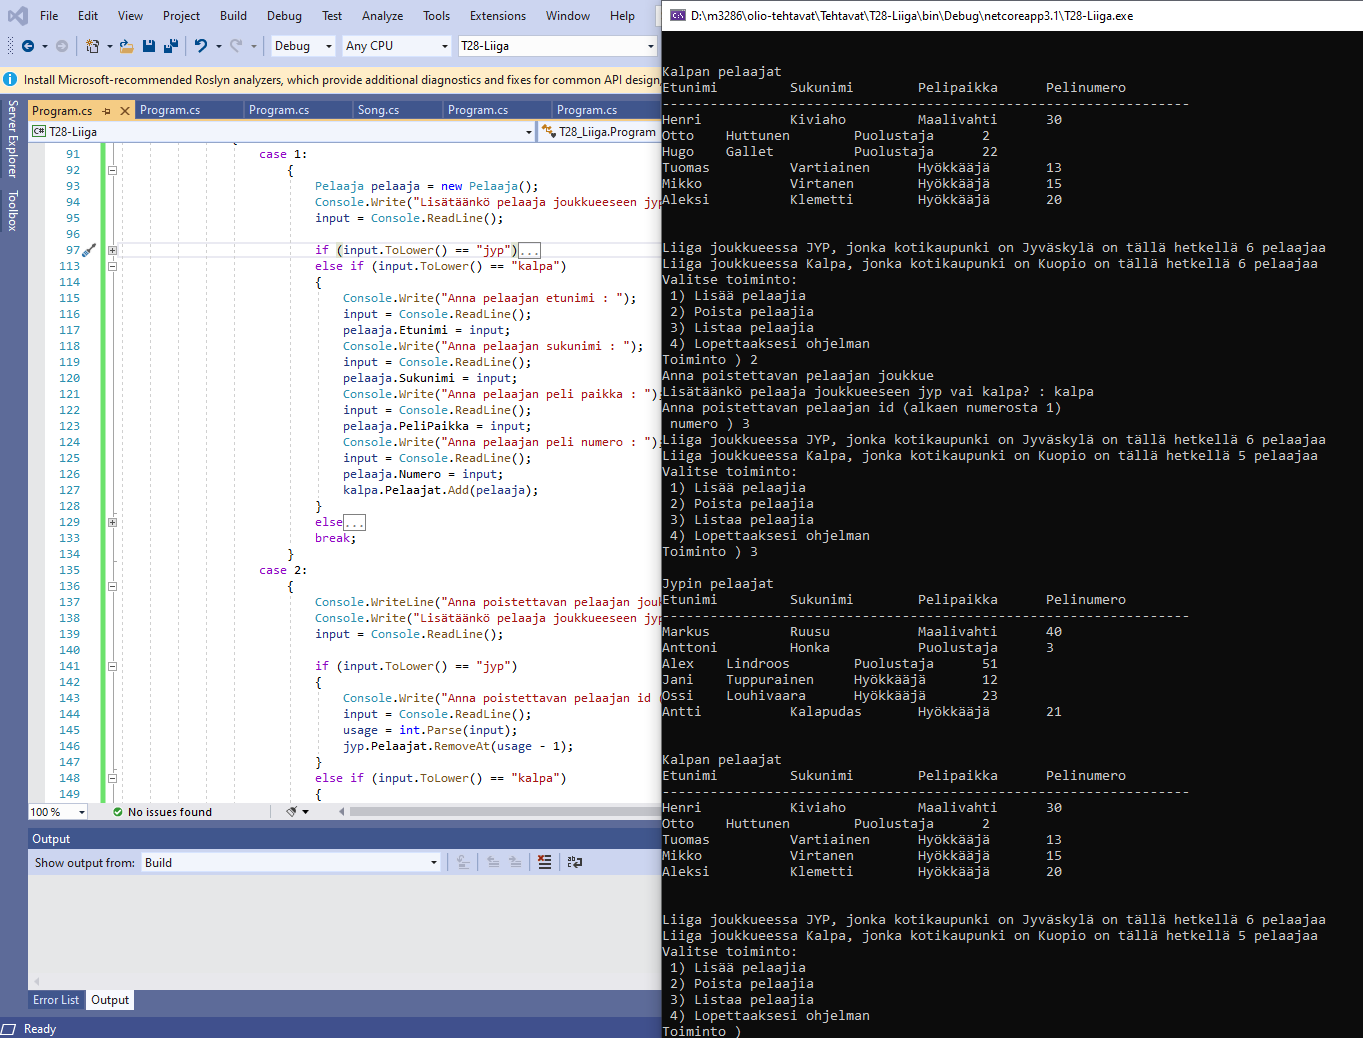 File Edit View Project Build Debug Test Analyze Tools Extensions Window Help
Debug Any CPU T28-Liiga
Install Microsoft-recommended Roslyn analyzers, which provide additional diagnostics and fixes for common API design,
Server Explorer
Toolbox
Program.cs Program.cs Program.cs Song.cs Program.cs Program.cs
C# T28-Liiga T28_Liiga.Program
91 case 1:
92 {
93 Pelaaja pelaaja = new Pelaaja();
94 Console.Write("Lisätäänkö pelaaja joukkueeseen jyp
95 input = Console.ReadLine();
96
97 if (input.ToLower() == "jyp")...
113 else if (input.ToLower() == "kalpa")
114 {
115 Console.Write("Anna pelaajan etunimi : ");
116 input = Console.ReadLine();
117 pelaaja.Etunimi = input;
118 Console.Write("Anna pelaajan sukunimi : ");
119 input = Console.ReadLine();
120 pelaaja.Sukunimi = input;
121 Console.Write("Anna pelaajan peli paikka : ");
122 input = Console.ReadLine();
123 pelaaja.PeliPaikka = input;
124 Console.Write("Anna pelaajan peli numero : ");
125 input = Console.ReadLine();
126 pelaaja.Numero = input;
127 kalpa.Pelaajat.Add(pelaaja);
128 }
129 else...
133 break;
134 }
135 case 2:
136 {
137 Console.WriteLine("Anna poistettavan pelaajan jouk
138 Console.Write("Lisätäänkö pelaaja joukkueeseen jyp
139 input = Console.ReadLine();
140
141 if (input.ToLower() == "jyp")
142 {
143 Console.Write("Anna poistettavan pelaajan id (
144 input = Console.ReadLine();
145 usage = int.Parse(input);
146 jyp.Pelaajat.RemoveAt(usage - 1);
147 }
148 else if (input.ToLower() == "kalpa")
149 {
100 % No issues found
Output
Show output from: Build
Error List Output
Ready
D:\m3286\olio-tehtavat\Tehtavat\T28-Liiga\bin\Debug\netcoreapp3.1\T28-Liiga.exe
Kalpan pelaajat
Etunimi Sukunimi Pelipaikka Pelinumero
------------------------------------------------------------------
Henri Kiviaho Maalivahti 30
Otto Huttunen Puolustaja 2
Hugo Gallet Puolustaja 22
Tuomas Vartiainen Hyökkääjä 13
Mikko Virtanen Hyökkääjä 15
Aleksi Klemetti Hyökkääjä 20
Liiga joukkueessa JYP, jonka kotikaupunki on Jyväskylä on tällä hetkellä 6 pelaajaa
Liiga joukkueessa Kalpa, jonka kotikaupunki on Kuopio on tällä hetkellä 6 pelaajaa
Valitse toiminto:
1) Lisää pelaajia
2) Poista pelaajia
3) Listaa pelaajia
4) Lopettaaksesi ohjelman
Toiminto ) 2
Anna poistettavan pelaajan joukkue
Lisätäänkö pelaaja joukkueeseen jyp vai kalpa? : kalpa
Anna poistettavan pelaajan id (alkaen numerosta 1)
numero ) 3
Liiga joukkueessa JYP, jonka kotikaupunki on Jyväskylä on tällä hetkellä 6 pelaajaa
Liiga joukkueessa Kalpa, jonka kotikaupunki on Kuopio on tällä hetkellä 5 pelaajaa
Valitse toiminto:
1) Lisää pelaajia
2) Poista pelaajia
3) Listaa pelaajia
4) Lopettaaksesi ohjelman
Toiminto ) 3
Jypin pelaajat
Etunimi Sukunimi Pelipaikka Pelinumero
------------------------------------------------------------------
Markus Ruusu Maalivahti 40
Anttoni Honka Puolustaja 3
Alex Lindroos Puolustaja 51
Jani Tuppurainen Hyökkääjä 12
Ossi Louhivaara Hyökkääjä 23
Antti Kalapudas Hyökkääjä 21
Kalpan pelaajat
Etunimi Sukunimi Pelipaikka Pelinumero
------------------------------------------------------------------
Henri Kiviaho Maalivahti 30
Otto Huttunen Puolustaja 2
Tuomas Vartiainen Hyökkääjä 13
Mikko Virtanen Hyökkääjä 15
Aleksi Klemetti Hyökkääjä 20
Liiga joukkueessa JYP, jonka kotikaupunki on Jyväskylä on tällä hetkellä 6 pelaajaa
Liiga joukkueessa Kalpa, jonka kotikaupunki on Kuopio on tällä hetkellä 5 pelaajaa
Valitse toiminto:
1) Lisää pelaajia
2) Poista pelaajia
3) Listaa pelaajia
4) Lopettaaksesi ohjelman
Toiminto )